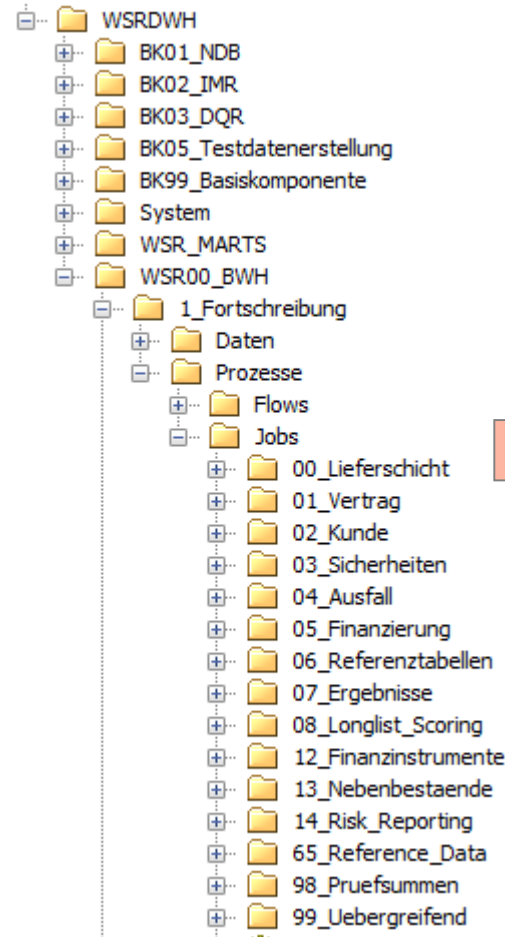 WSRDWH
BK01_NDB
BK02_IMR
BK03_DQR
BK05_Testdatenerstellung
BK99_Basiskomponente
System
WSR_MARTS
WSR00_BWH
1_Fortschreibung
Daten
Prozesse
Flows
Jobs
00_Lieferschicht
01_Vertrag
02_Kunde
03_Sicherheiten
04_Ausfall
05_Finanzierung
06_Referenztabellen
07_Ergebnisse
08_Longlist_Scoring
12_Finanzinstrumente
13_Nebenbestaende
14_Risk_Reporting
65_Reference_Data
98_Pruefsummen
99_Uebergreifend